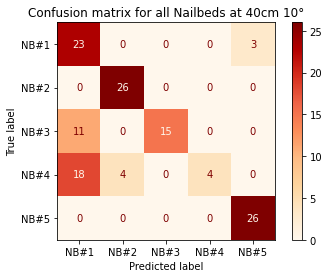 Confusion matrix for all Nailbeds at 40cm 10°
NB#1 23 0 0 0 3
NB#2 0 26 0 0 0
NB#3 11 0 15 0 0
NB#4 18 4 0 4 0
NB#5 0 0 0 0 26
NB#1 NB#2 NB#3 NB#4 NB#5
Predicted label
True label
25
20
15
10
5
0